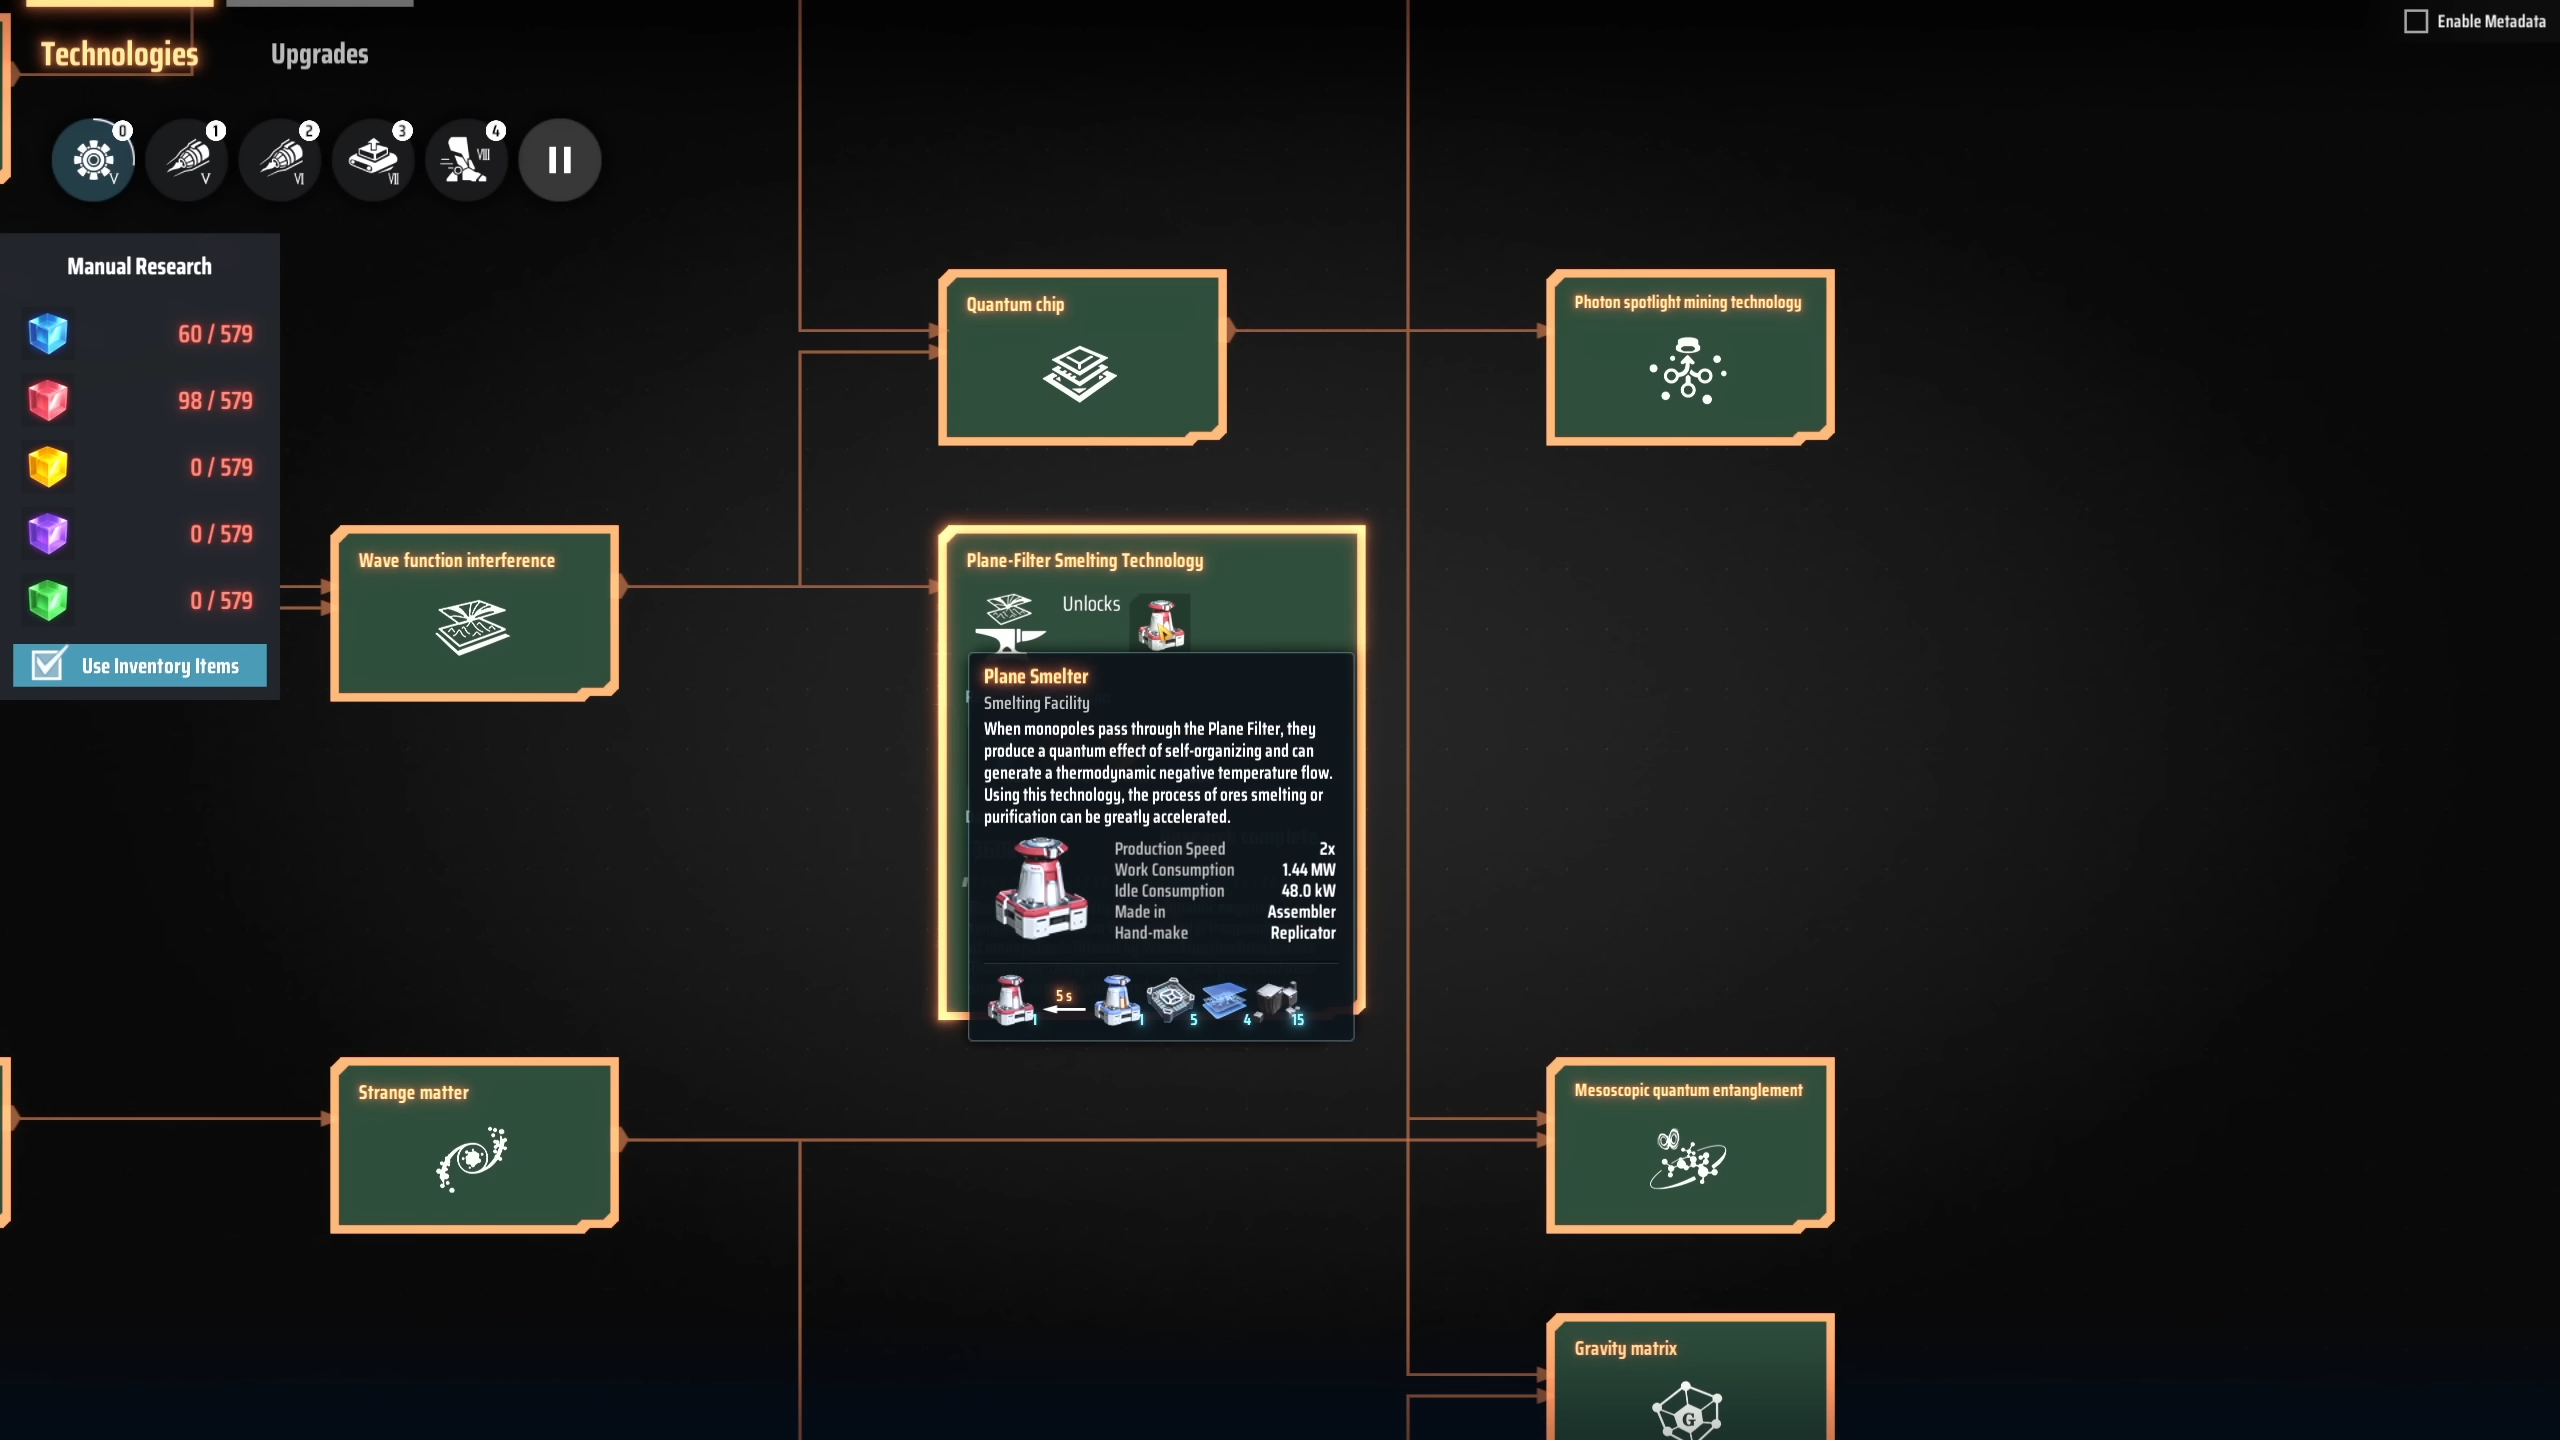 Enable Metadata
Technologies
Upgrades
0
1
2
3
4
V
V
VI
VII
VIII
Manual Research
60 / 579
98 / 579
0 / 579
0 / 579
0 / 579
Use Inventory Items
Quantum chip
Photon spotlight mining technology
Wave function interference
Plane-Filter Smelting Technology
Unlocks
Plane Smelter
Smelting Facility
When monopoles pass through the Plane Filter, they
produce a quantum effect of self-organizing and can
generate a thermodynamic negative temperature flow.
Using this technology, the process of ores smelting or
purification can be greatly accelerated.
Production Speed 2x
Work Consumption 1.44 MW
Idle Consumption 48.0 kW
Made in Assembler
Hand-make Replicator
5 s
1
1
5
4
15
Strange matter
Mesoscopic quantum entanglement
Gravity matrix
G